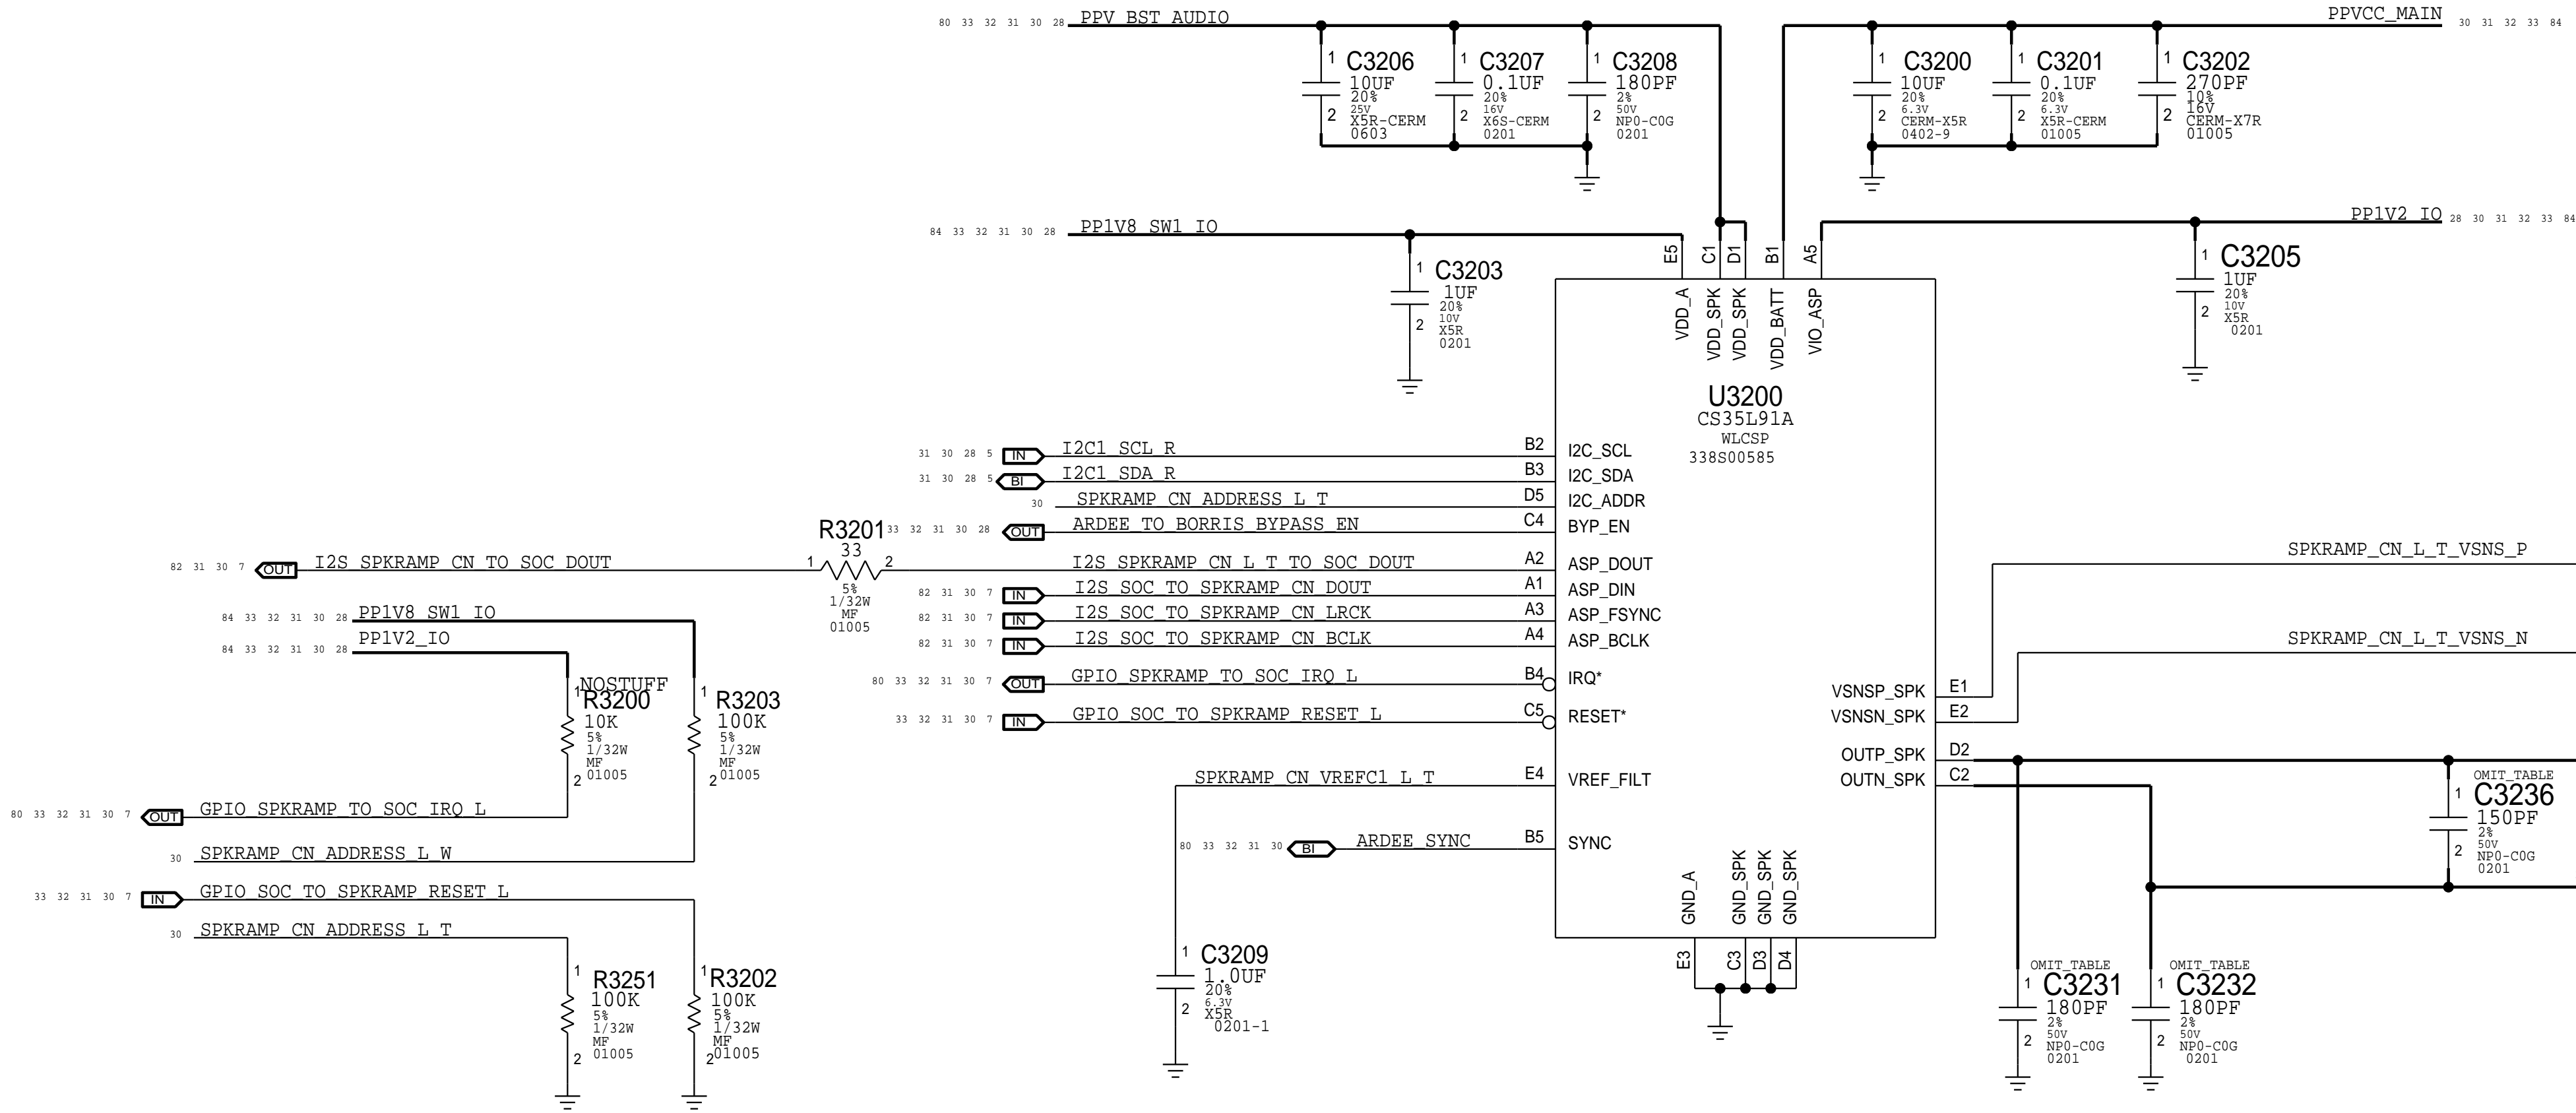 80 33 32 31 30 28 PPV_BST_AUDIO
PPVCC_MAIN 30 31 32 33 84
1 C3206
10UF
20%
25V
2 X5R-CERM
0603
1 C3207
0.1UF
20%
16V
2 X6S-CERM
0201
1 C3208
180PF
2%
50V
2 NP0-C0G
0201
1 C3200
10UF
20%
6.3V
2 CERM-X5R
0402-9
1 C3201
0.1UF
20%
6.3V
2 X5R-CERM
01005
1 C3202
270PF
10%
16V
2 CERM-X7R
01005
84 33 32 31 30 28 PP1V8_SW1_IO
PP1V2_IO 28 30 31 32 33 84
1 C3203
1UF
20%
10V
2 X5R
0201
1 C3205
1UF
20%
10V
2 X5R
0201
E5 C1 D1 B1 A5
VDD_A VDD_SPK VDD_SPK VDD_BATT VIO_ASP
U3200
CS35L91A
WLCSP
338S00585
31 30 28 5 IN I2C1_SCL_R B2 I2C_SCL
31 30 28 5 BI I2C1_SDA_R B3 I2C_SDA
30 SPKRAMP_CN_ADDRESS_L_T D5 I2C_ADDR
33 32 31 30 28 OUT ARDEE_TO_BORRIS_BYPASS_EN C4 BYP_EN
82 31 30 7 OUT I2S_SPKRAMP_CN_TO_SOC_DOUT
R3201
33
1 2
5%
1/32W
MF
01005
I2S_SPKRAMP_CN_L_T_TO_SOC_DOUT A2 ASP_DOUT
82 31 30 7 IN I2S_SOC_TO_SPKRAMP_CN_DOUT A1 ASP_DIN
82 31 30 7 IN I2S_SOC_TO_SPKRAMP_CN_LRCK A3 ASP_FSYNC
82 31 30 7 IN I2S_SOC_TO_SPKRAMP_CN_BCLK A4 ASP_BCLK
80 33 32 31 30 7 OUT GPIO_SPKRAMP_TO_SOC_IRQ_L B4 IRQ*
33 32 31 30 7 IN GPIO_SOC_TO_SPKRAMP_RESET_L C5 RESET*
SPKRAMP_CN_VREFC1_L_T E4 VREF_FILT
80 33 32 31 30 BI ARDEE_SYNC B5 SYNC
84 33 32 31 30 28 PP1V8_SW1_IO
84 33 32 31 30 28 PP1V2_IO
NOSTUFF
1 R3200
10K
5%
1/32W
MF
2 01005
1 R3203
100K
5%
1/32W
MF
2 01005
80 33 32 31 30 7 OUT GPIO_SPKRAMP_TO_SOC_IRQ_L
30 SPKRAMP_CN_ADDRESS_L_W
33 32 31 30 7 IN GPIO_SOC_TO_SPKRAMP_RESET_L
30 SPKRAMP_CN_ADDRESS_L_T
1 R3251
100K
5%
1/32W
MF
2 01005
1 R3202
100K
5%
1/32W
MF
2 01005
1 C3209
1.0UF
20%
6.3V
2 X5R
0201-1
GND_A GND_SPK GND_SPK GND_SPK
E3 C3 D3 D4
SPKRAMP_CN_L_T_VSNS_P
SPKRAMP_CN_L_T_VSNS_N
VSNSP_SPK E1
VSNSN_SPK E2
OUTP_SPK D2
OUTN_SPK C2
OMIT_TABLE
1 C3236
150PF
2%
50V
2 NP0-C0G
0201
OMIT_TABLE
1 C3231
180PF
2%
50V
2 NP0-C0G
0201
OMIT_TABLE
1 C3232
180PF
2%
50V
2 NP0-C0G
0201